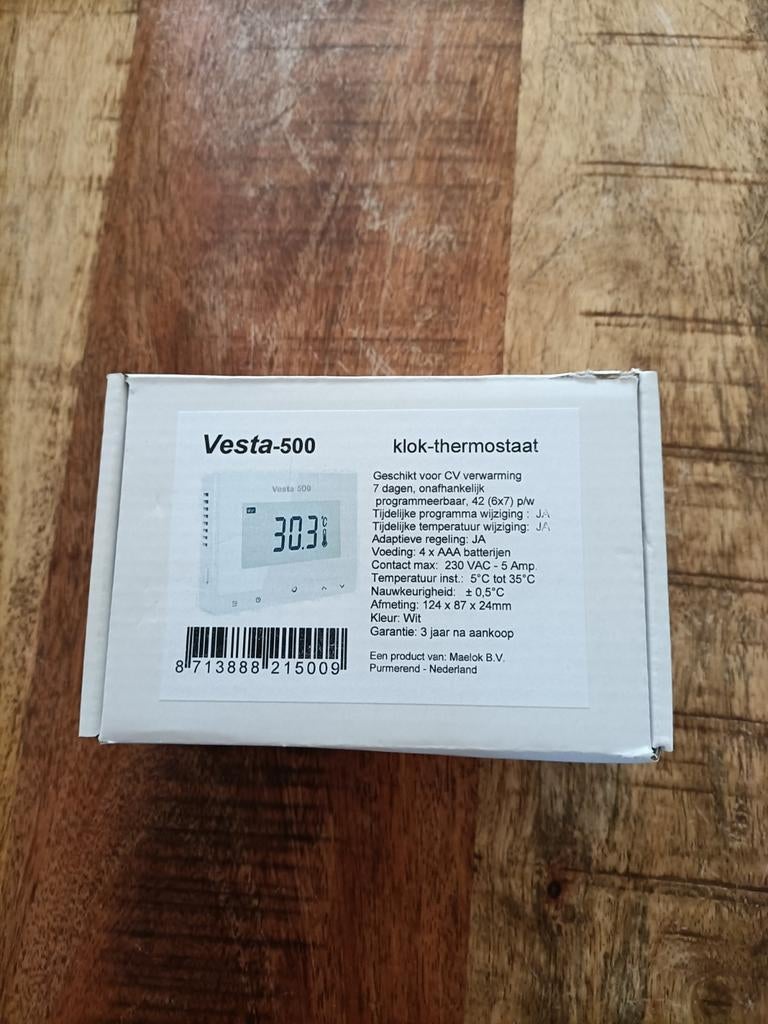 Vesta-500
klok-thermostaat
Vesta 500
30.3°C
8 713888 215009
Geschikt voor CV verwarming
7 dagen, onafhankelijk
programmeerbaar, 42 (6x7) p/w
Tijdelijke programma wijziging : JA
Tijdelijke temperatuur wijziging: JA
Adaptieve regeling: JA
Voeding: 4 x AAA batterijen
Contact max: 230 VAC - 5 Amp.
Temperatuur inst.: 5°C tot 35°C
Nauwkeurigheid: ± 0,5°C
Afmeting: 124 x 87 x 24mm
Kleur: Wit
Garantie: 3 jaar na aankoop
Een product van: Maelok B.V.
Purmerend - Nederland